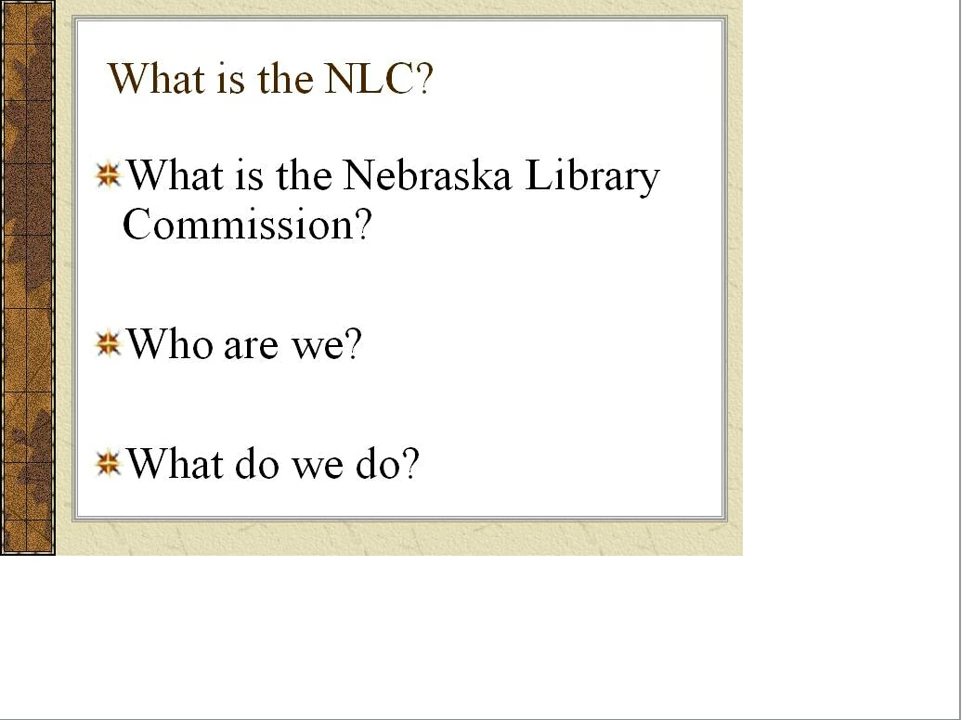 What is the NLC?
What is the Nebraska Library
Commission?
Who are we?
What do we do?